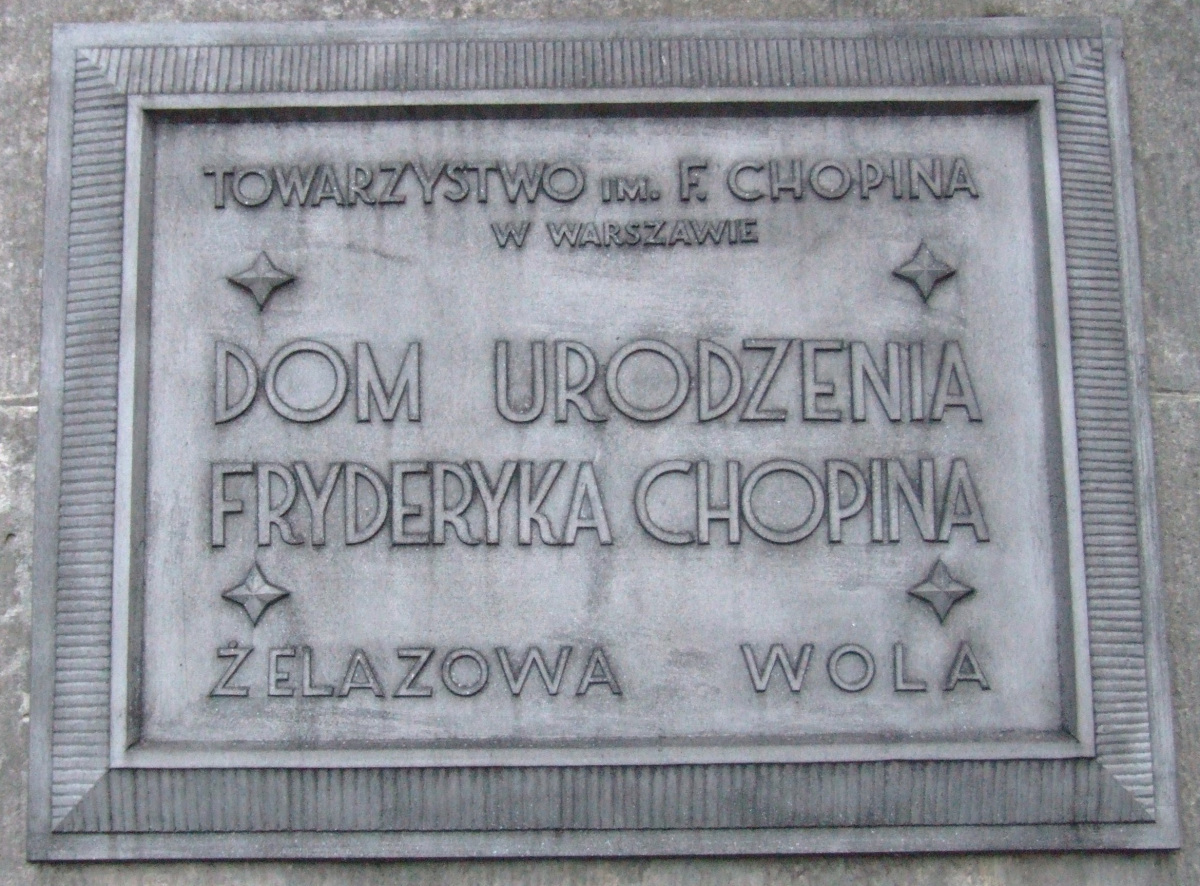 TOWARZYSTWO IM. F. CHOPINA
W WARSZAWIE
DOM URODZENIA
FRYDERYKA CHOPINA
ŻELAZOWA WOLA